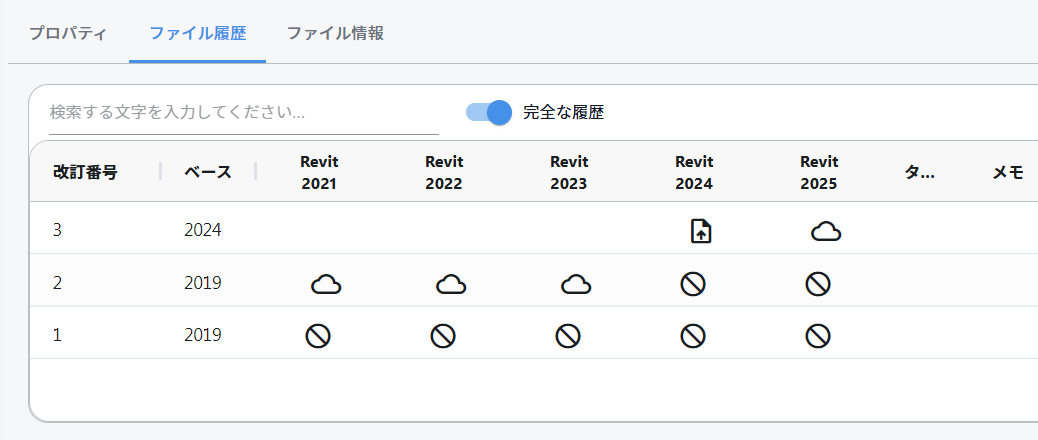 プロパティ ファイル履歴 ファイル情報
検索する文字を入力してください... 完全な履歴
改訂番号 ベース Revit 2021 Revit 2022 Revit 2023 Revit 2024 Revit 2025 タ... メモ
3 2024
2 2019
1 2019